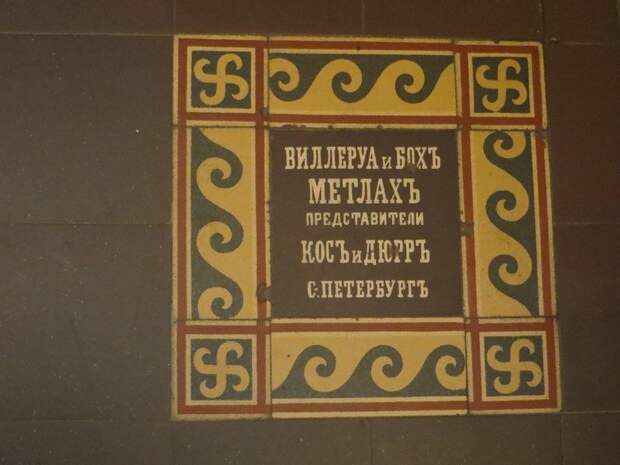 ВИЛЛЕРУА и БОХЪ
МЕТЛАХЪ
ПРЕДСТАВИТЕЛИ
КОСЪ и ДЮРРЪ
С.-ПЕТЕРБУРГЪ